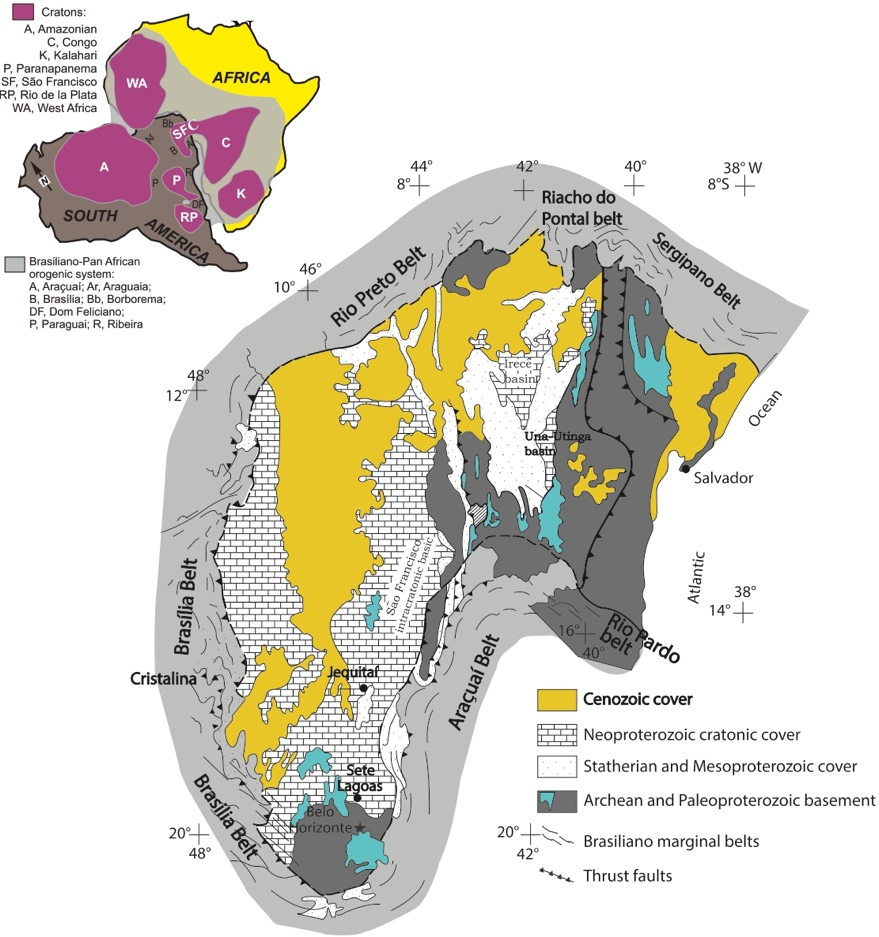 Cratons:
A, Amazonian
C, Congo
K, Kalahari
P, Paranapanema
SF, São Francisco
RP, Rio de la Plata
WA, West Africa
AFRICA
WA
Bb
SFC
Ar
A
B
C
A
R
P
P
K
DF
RP
N
SOUTH
AMERICA
Brasiliano-Pan African
orogenic system:
A, Araçuaí; Ar, Araguaia;
B, Brasília; Bb, Borborema;
DF, Dom Feliciano;
P, Paraguai; R, Ribeira
44°
42°
40°
38° W
8°
8°S
Riacho do
Pontal belt
Sergipano Belt
Rio Preto Belt
46°
10°
48°
12°
Irecê
basin
Una-Utinga
basin
Ocean
Salvador
Atlantic
São Francisco
intracratonic basic
38°
14°
Brasília Belt
16°
40°
Rio Pardo
belt
Araçuaí Belt
Cristalina
Jequitaí
Sete
Lagoas
Belo
Horizonte
Brasília Belt
20°
48°
20°
42°
Cenozoic cover
Neoproterozoic cratonic cover
Statherian and Mesoproterozoic cover
Archean and Paleoproterozoic basement
Brasiliano marginal belts
Thrust faults